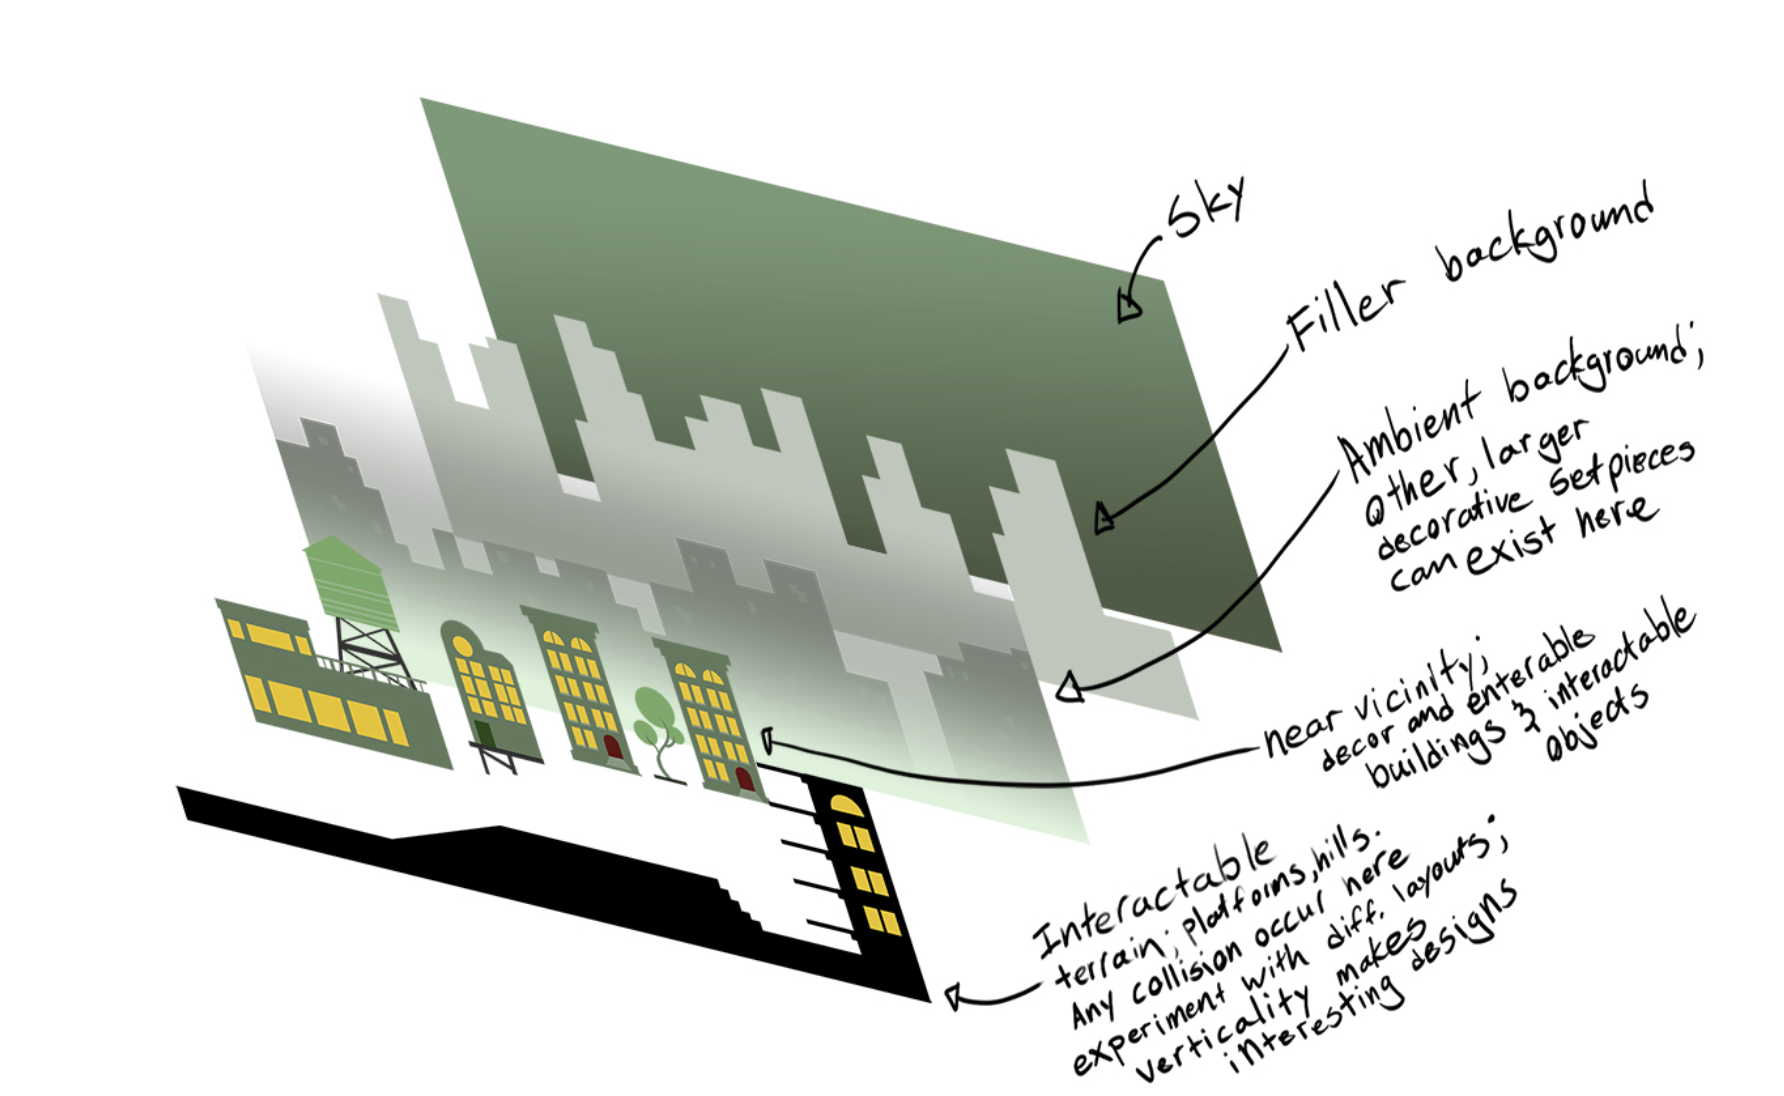 Sky
Filler background
Ambient background;
Other, larger
decorative setpieces
can exist here
near vicinity;
decor and enterable
buildings & interactable
objects
Interactable
terrain; platforms, hills.
Any collision occur here
experiment with diff. layouts;
verticality makes
interesting designs